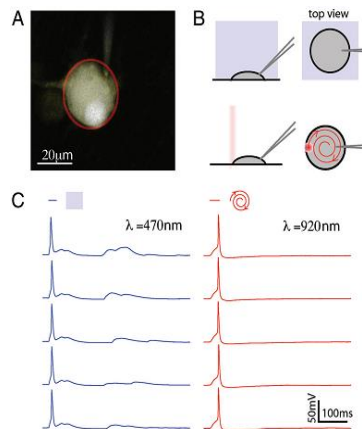 A
20μm
B
top view
C
λ =470nm
λ =920nm
50mV
100ms